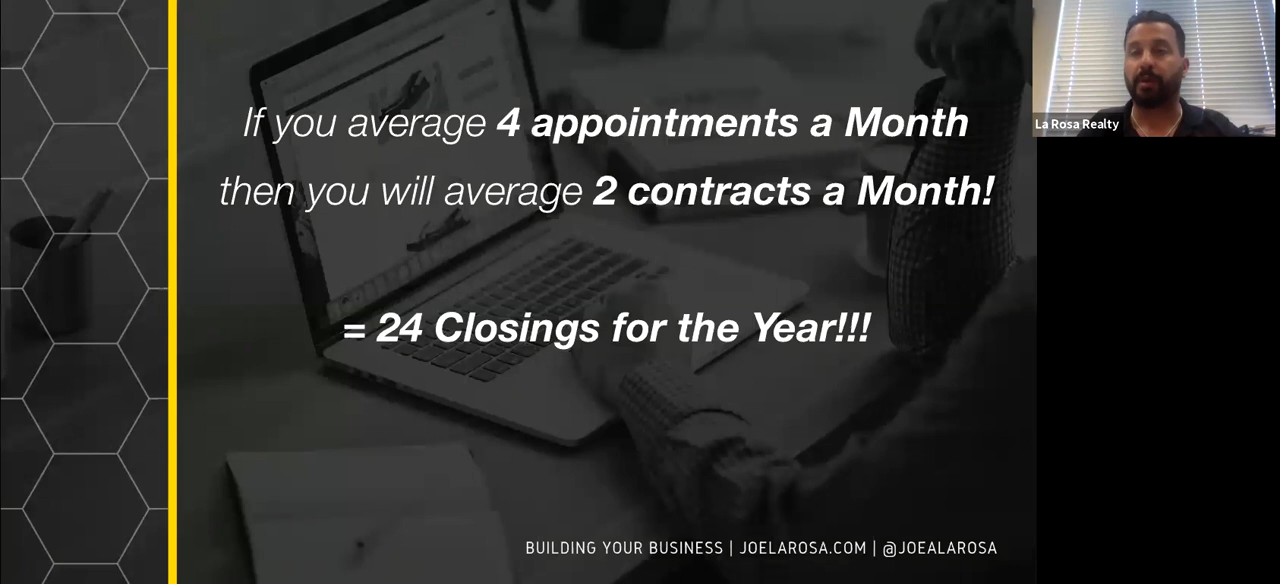 If you average 4 appointments a Month
then you will average 2 contracts a Month!
= 24 Closings for the Year!!!
BUILDING YOUR BUSINESS | JOELAROSA.COM | @JOEALAROSA
La Rosa Realty